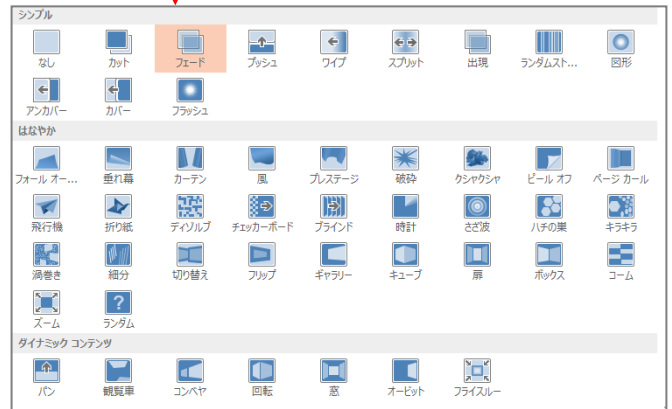 シンプル
なし カット フェード プッシュ ワイプ スプリット 出現 ランダムスト... 図形
アンカバー カバー フラッシュ
はなやか
フォール オー... 垂れ幕 カーテン 風 プレステージ 破砕 クシャクシャ ピール オフ ページ カール
飛行機 折り紙 ディゾルブ チェッカーボード ブラインド 時計 さざ波 ハチの巣 キラキラ
渦巻き 細分 切り替え フリップ ギャラリー キューブ 扉 ボックス コーム
ズーム ランダム
ダイナミック コンテンツ
パン 観覧車 コンベヤ 回転 窓 オービット フライスルー